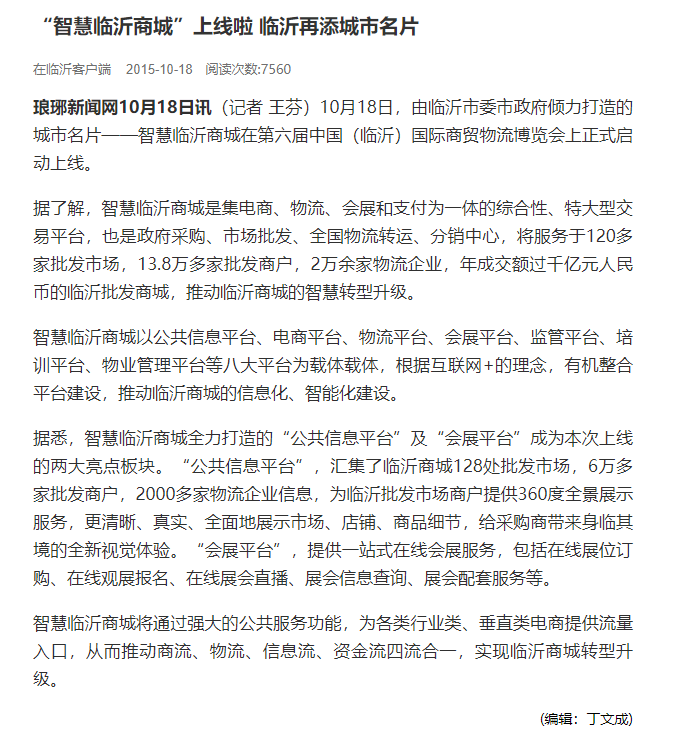 “智慧临沂商城”上线啦 临沂再添城市名片
在临沂客户端 2015-10-18 阅读次数:7560
琅琊新闻网10月18日讯（记者 王芬）10月18日，由临沂市委市政府倾力打造的
城市名片——智慧临沂商城在第六届中国（临沂）国际商贸物流博览会上正式启
动上线。
据了解，智慧临沂商城是集电商、物流、会展和支付为一体的综合性、特大型交
易平台，也是政府采购、市场批发、全国物流转运、分销中心，将服务于120多
家批发市场，13.8万多家批发商户，2万余家物流企业，年成交额过千亿元人民
币的临沂批发商城，推动临沂商城的智慧转型升级。
智慧临沂商城以公共信息平台、电商平台、物流平台、会展平台、监管平台、培
训平台、物业管理平台等八大平台为载体载体，根据互联网+的理念，有机整合
平台建设，推动临沂商城的信息化、智能化建设。
据悉，智慧临沂商城全力打造的“公共信息平台”及“会展平台”成为本次上线
的两大亮点板块。“公共信息平台”，汇集了临沂商城128处批发市场，6万多
家批发商户，2000多家物流企业信息，为临沂批发市场商户提供360度全景展示
服务，更清晰、真实、全面地展示市场、店铺、商品细节，给采购商带来身临其
境的全新视觉体验。“会展平台”，提供一站式在线会展服务，包括在线展位订
购、在线观展报名、在线展会直播、展会信息查询、展会配套服务等。
智慧临沂商城将通过强大的公共服务功能，为各类行业类、垂直类电商提供流量
入口，从而推动商流、物流、信息流、资金流四流合一，实现临沂商城转型升
级。
(编辑：丁文成)